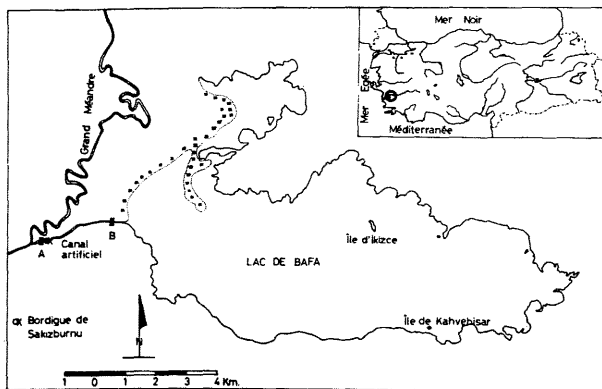 Mer Noir
Mer Egée
Méditerranée
Grand Méandre
B
A
Canal
artificiel
LAC DE BAFA
Île d'Ikizce
Île de Kahvehisar
Bordigue de
Sakızburnu
N
1 0 1 2 3 4 Km.